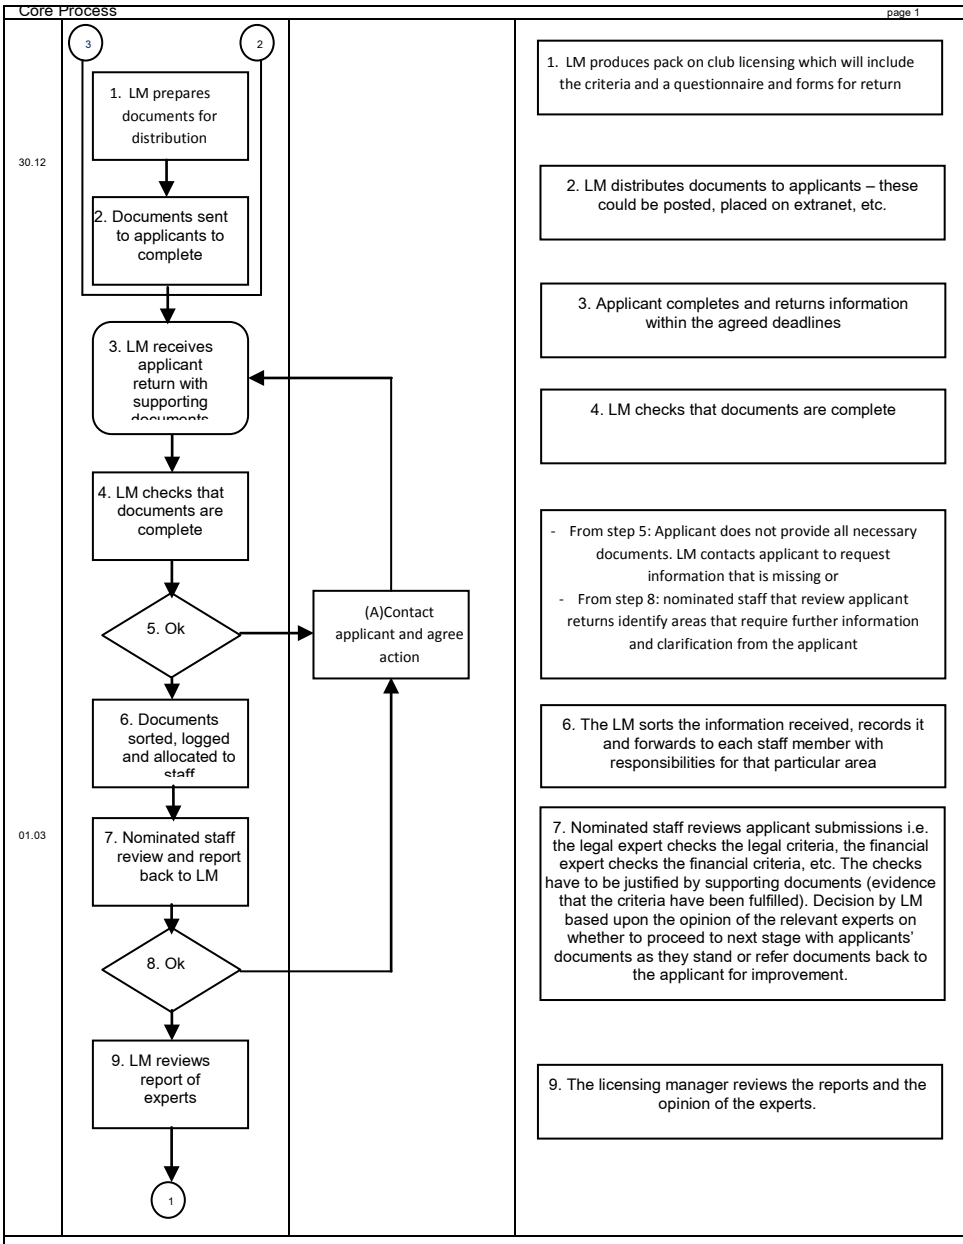 Core Process
page 1
3
2
1. LM prepares
documents for
distribution
30.12
2. Documents sent
to applicants to
complete
3. LM receives
applicant
return with
supporting
documents
4. LM checks that
documents are
complete
5. Ok
(A)Contact
applicant and agree
action
6. Documents
sorted, logged
and allocated to
staff
01.03
7. Nominated staff
review and report
back to LM
8. Ok
9. LM reviews
report of
experts
1
1. LM produces pack on club licensing which will include
the criteria and a questionnaire and forms for return
2. LM distributes documents to applicants – these
could be posted, placed on extranet, etc.
3. Applicant completes and returns information
within the agreed deadlines
4. LM checks that documents are complete
- From step 5: Applicant does not provide all necessary
documents. LM contacts applicant to request
information that is missing or
- From step 8: nominated staff that review applicant
returns identify areas that require further information
and clarification from the applicant
6. The LM sorts the information received, records it
and forwards to each staff member with
responsibilities for that particular area
7. Nominated staff reviews applicant submissions i.e.
the legal expert checks the legal criteria, the financial
expert checks the financial criteria, etc. The checks
have to be justified by supporting documents (evidence
that the criteria have been fulfilled). Decision by LM
based upon the opinion of the relevant experts on
whether to proceed to next stage with applicants'
documents as they stand or refer documents back to
the applicant for improvement.
9. The licensing manager reviews the reports and the
opinion of the experts.